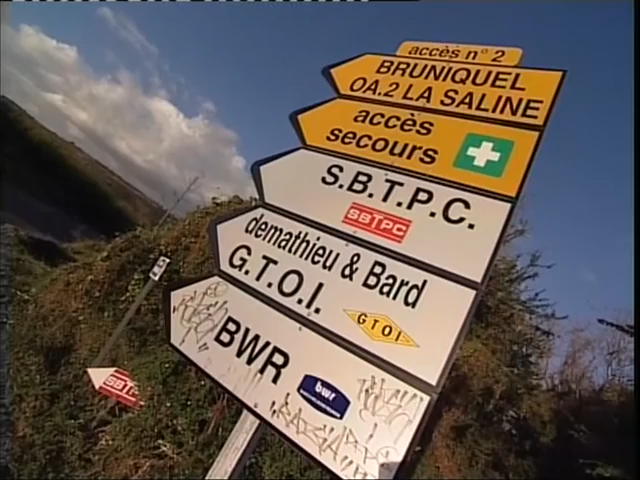 accès n° 2
BRUNIQUEL
OA.2 LA SALINE
accès
secours
S.B.T.P.C.
SBTPC
demathieu & Bard
G.T.O.I.
GTOI
BWR
bwr
SBTPC